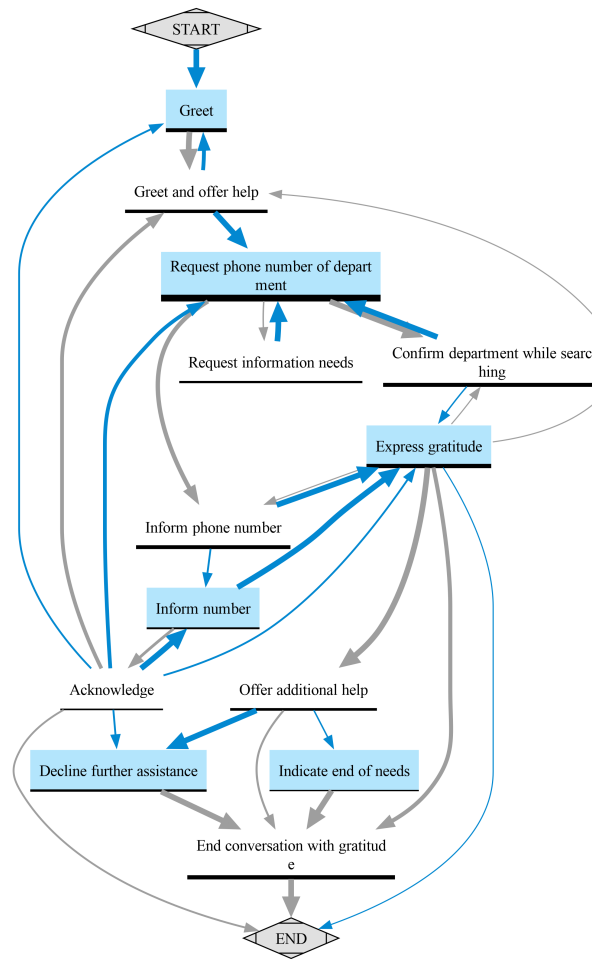 START
Greet
Greet and offer help
Request phone number of depart
ment
Request information needs
Confirm department while searc
hing
Express gratitude
Inform phone number
Inform number
Acknowledge
Offer additional help
Decline further assistance
Indicate end of needs
End conversation with gratitud
e
END